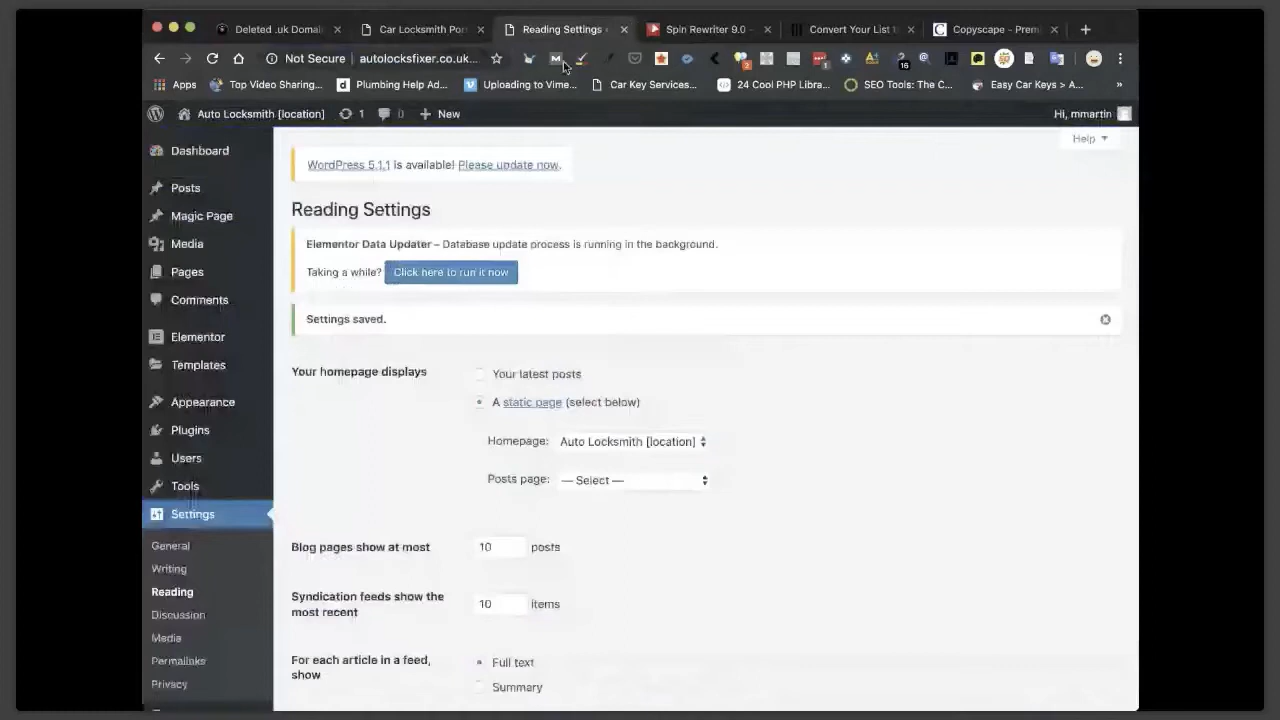 Deleted .uk Domai
Car Locksmith Por
Reading Settings
Spin Rewriter 9.0 -
Convert Your List
Copyscape - Prem
Not Secure | autolocksfixer.co.uk...
Apps
Top Video Sharing...
Plumbing Help Ad...
Uploading to Vime...
Car Key Services...
24 Cool PHP Libra...
SEO Tools: The C...
Easy Car Keys > A...
»
Auto Locksmith [location]
1
0
New
Hi, mmartin
Help
Dashboard
Posts
Magic Page
Media
Pages
Comments
Elementor
Templates
Appearance
Plugins
Users
Tools
Settings
General
Writing
Reading
Discussion
Media
Permalinks
Privacy
WordPress 5.1.1 is available! Please update now.
Reading Settings
Elementor Data Updater – Database update process is running in the background.
Taking a while? Click here to run it now
Settings saved.
Your homepage displays
Your latest posts
A static page (select below)
Homepage: Auto Locksmith [location]
Posts page: — Select —
Blog pages show at most 10 posts
Syndication feeds show the most recent 10 items
For each article in a feed, show
Full text
Summary